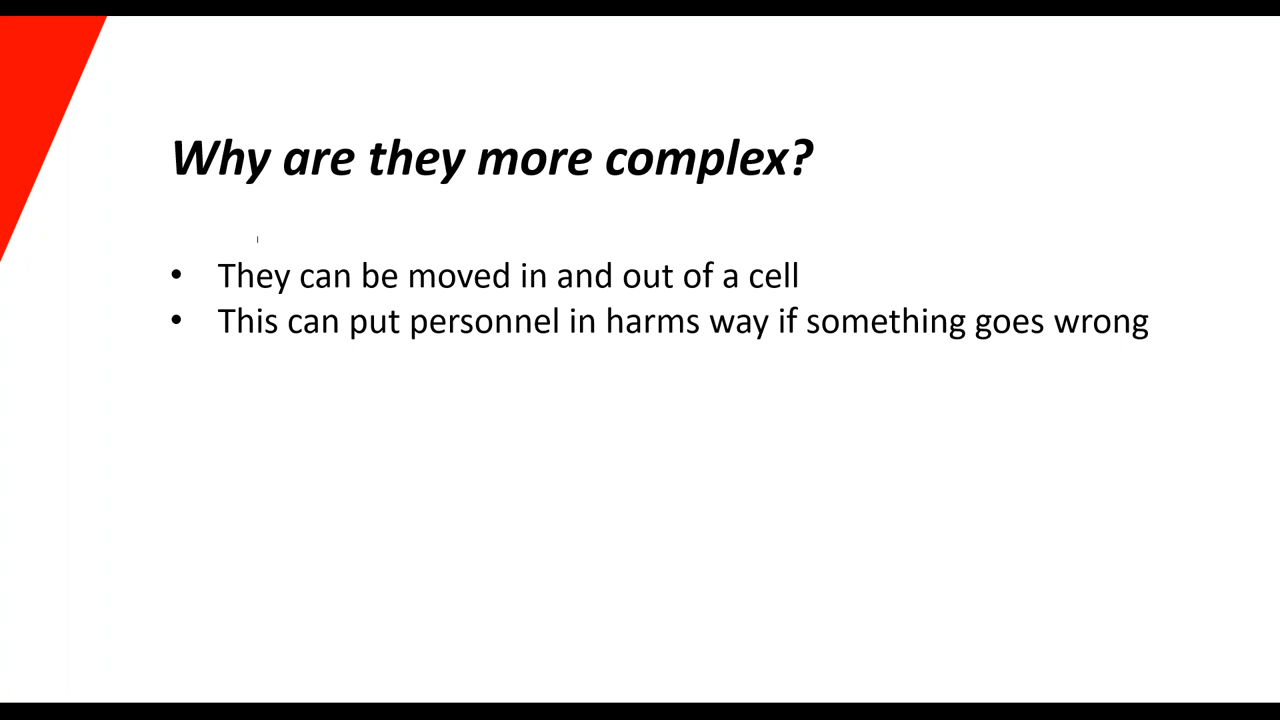 Why are they more complex?
• They can be moved in and out of a cell
• This can put personnel in harms way if something goes wrong